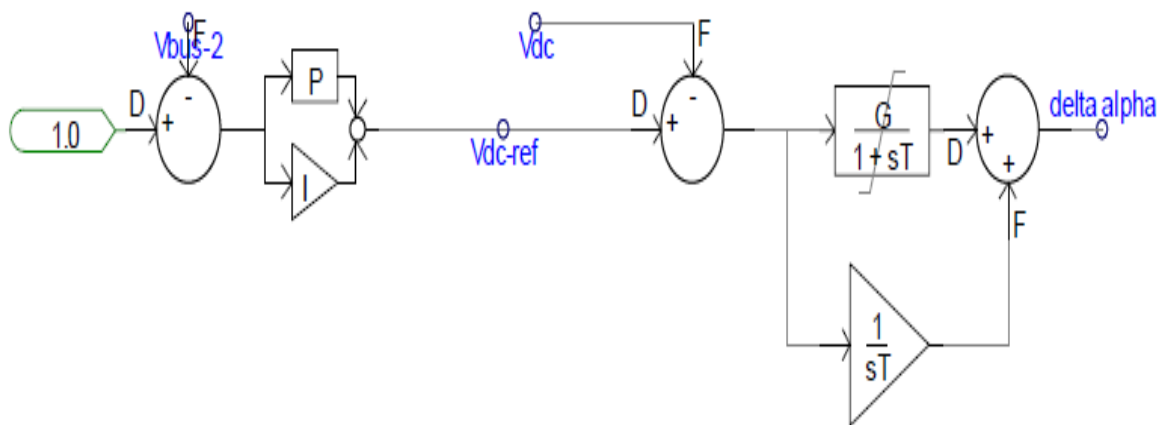 Vbus-2
F
D
+
-
1.0
P
I
Vdc-ref
Vdc
F
D
+
-
G
1 + sT
D
+
+
F
1
sT
delta alpha